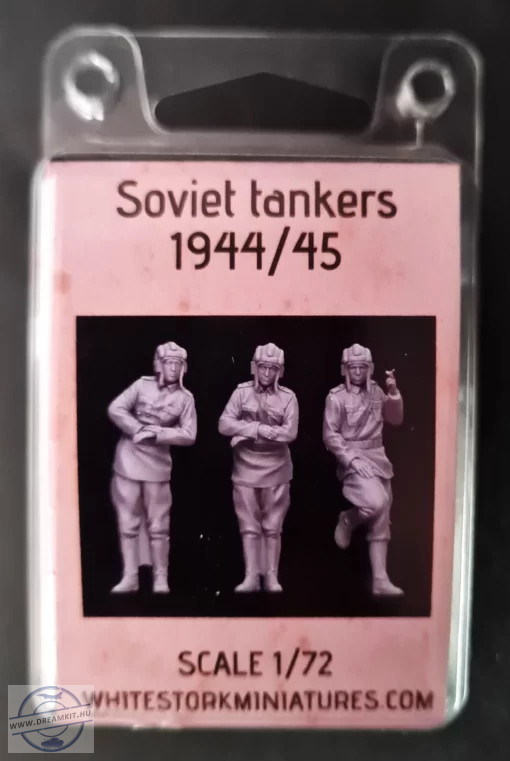 Soviet tankers
1944/45
SCALE 1/72
WHITESTORKMINIATURES.COM
WWW.DREAMKIT.HU